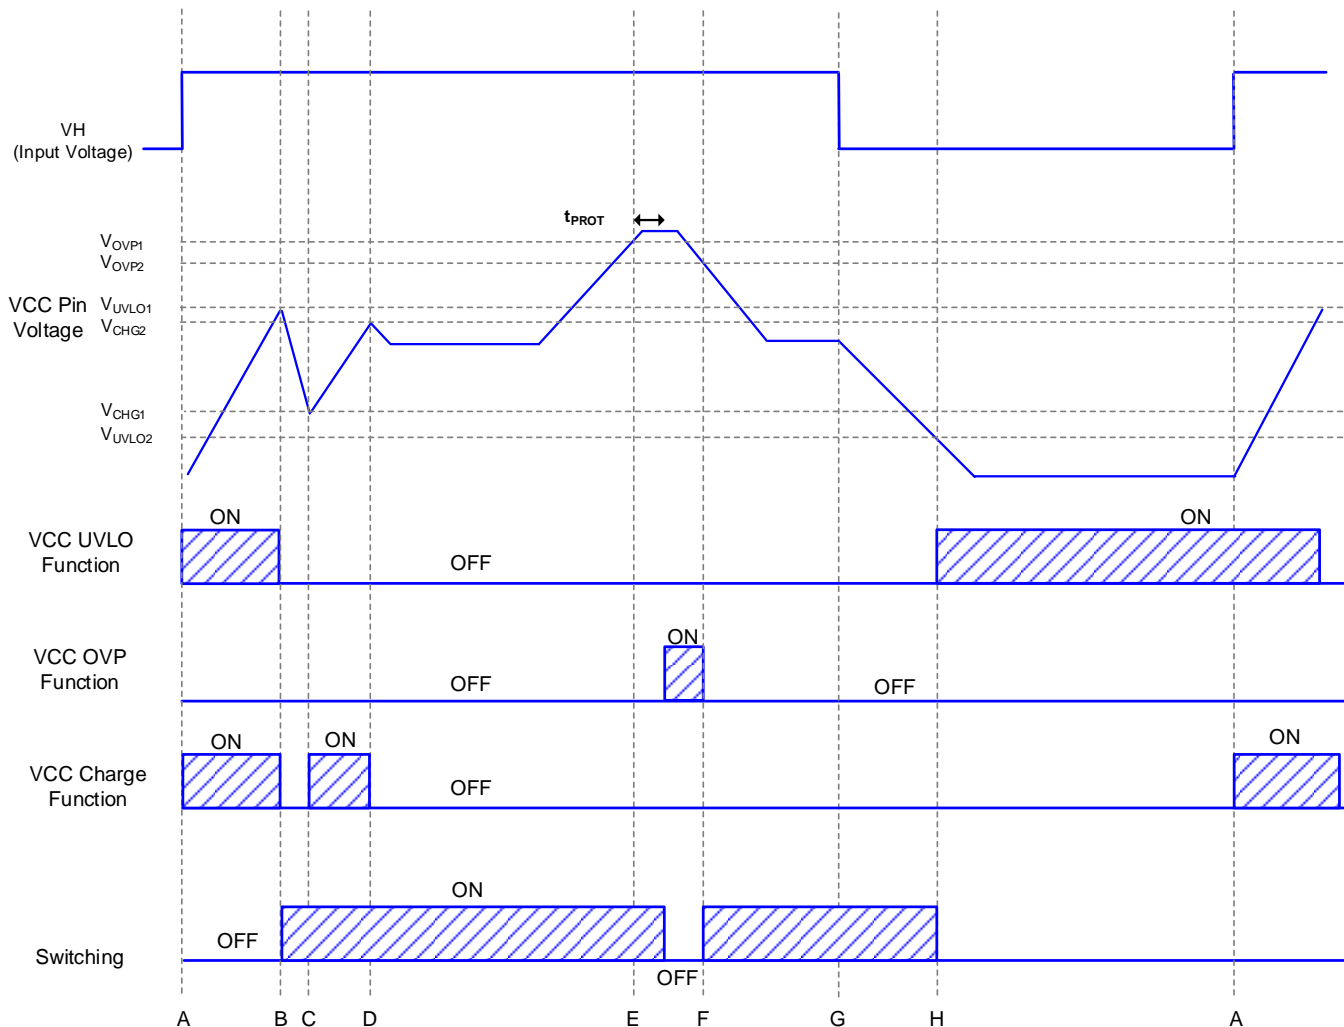 VH
(Input Voltage)
tPROT
VOVP1
VOVP2
VCC Pin
Voltage
VUVLO1
VCHG2
VCHG1
VUVLO2
ON
ON
VCC UVLO
Function
OFF
ON
VCC OVP
Function
OFF
OFF
ON
ON
ON
VCC Charge
Function
OFF
ON
OFF
Switching
OFF
A B C D E F G H A